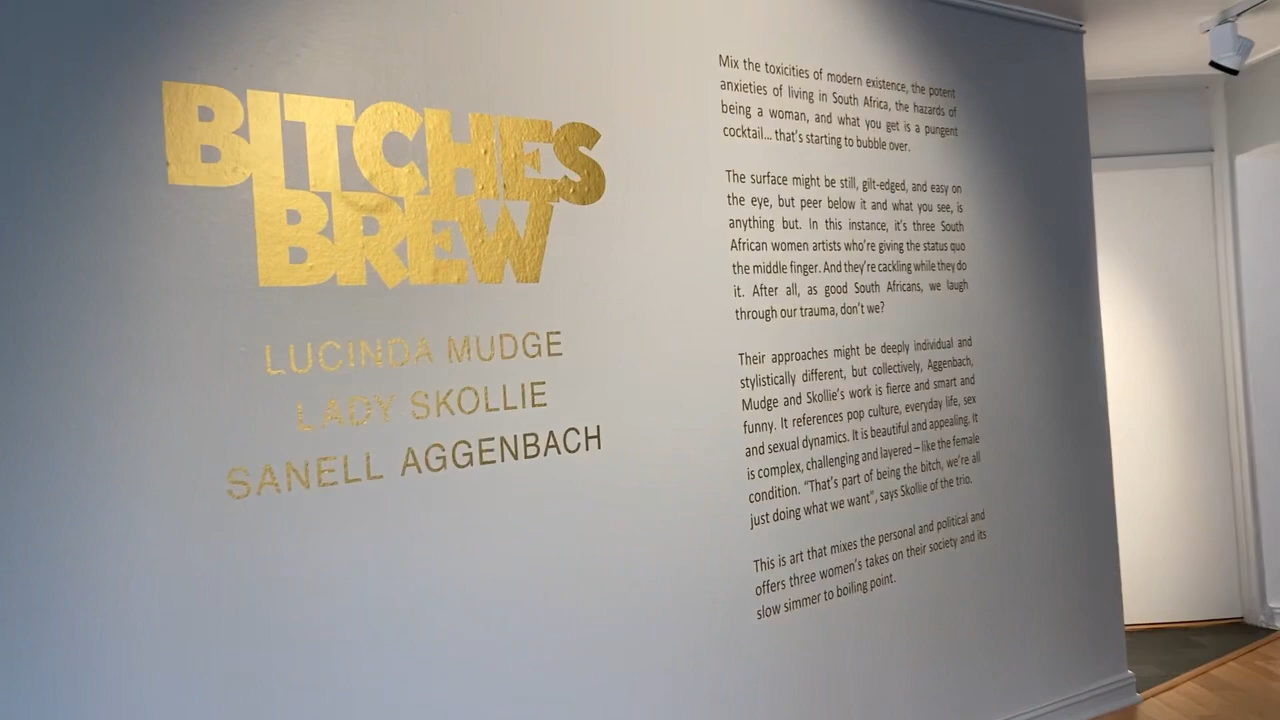 BITCHES
BREW
LUCINDA MUDGE
LADY SKOLLIE
SANELL AGGENBACH
Mix the toxicities of modern existence, the potent
anxieties of living in South Africa, the hazards of
being a woman, and what you get is a pungent
cocktail... that's starting to bubble over.
The surface might be still, gilt-edged, and easy on
the eye, but peer below it and what you see, is
anything but. In this instance, it's three South
African women artists who're giving the status quo
the middle finger. And they're cackling while they do
it. After all, as good South Africans, we laugh
through our trauma, don't we?
Their approaches might be deeply individual and
stylistically different, but collectively, Aggenbach,
Mudge and Skollie's work is fierce and smart and
funny. It references pop culture, everyday life, sex
and sexual dynamics. It is beautiful and appealing. It
is complex, challenging and layered – like the female
condition. “That's part of being the bitch, we're all
just doing what we want”, says Skollie of the trio.
This is art that mixes the personal and political and
offers three women's takes on their society and its
slow simmer to boiling point.